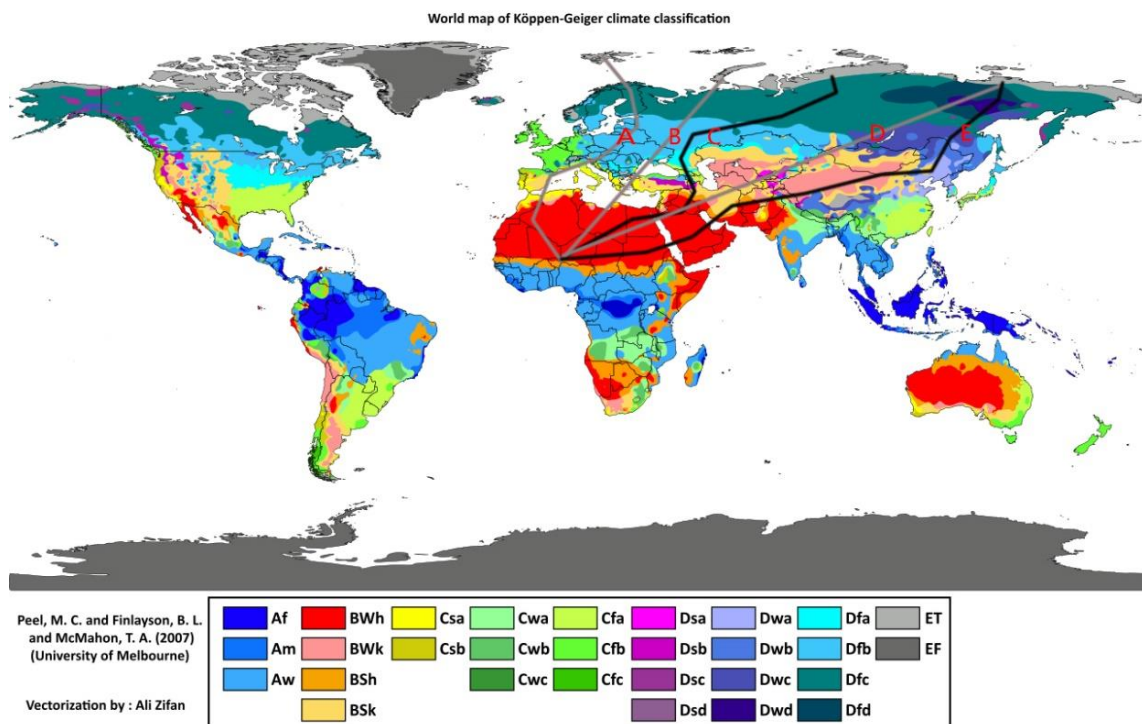 World map of Köppen-Geiger climate classification
A B C D E
Peel, M. C. and Finlayson, B. L.
and McMahon, T. A. (2007)
(University of Melbourne)
Vectorization by : Ali Zifan
Af BWh Csa Cwa Cfa Dsa Dwa Dfa ET
Am BWk Csb Cwb Cfb Dsb Dwb Dfb EF
Aw BSh Cwc Cfc Dsc Dwc Dfc
BSk Dsd Dwd Dfd